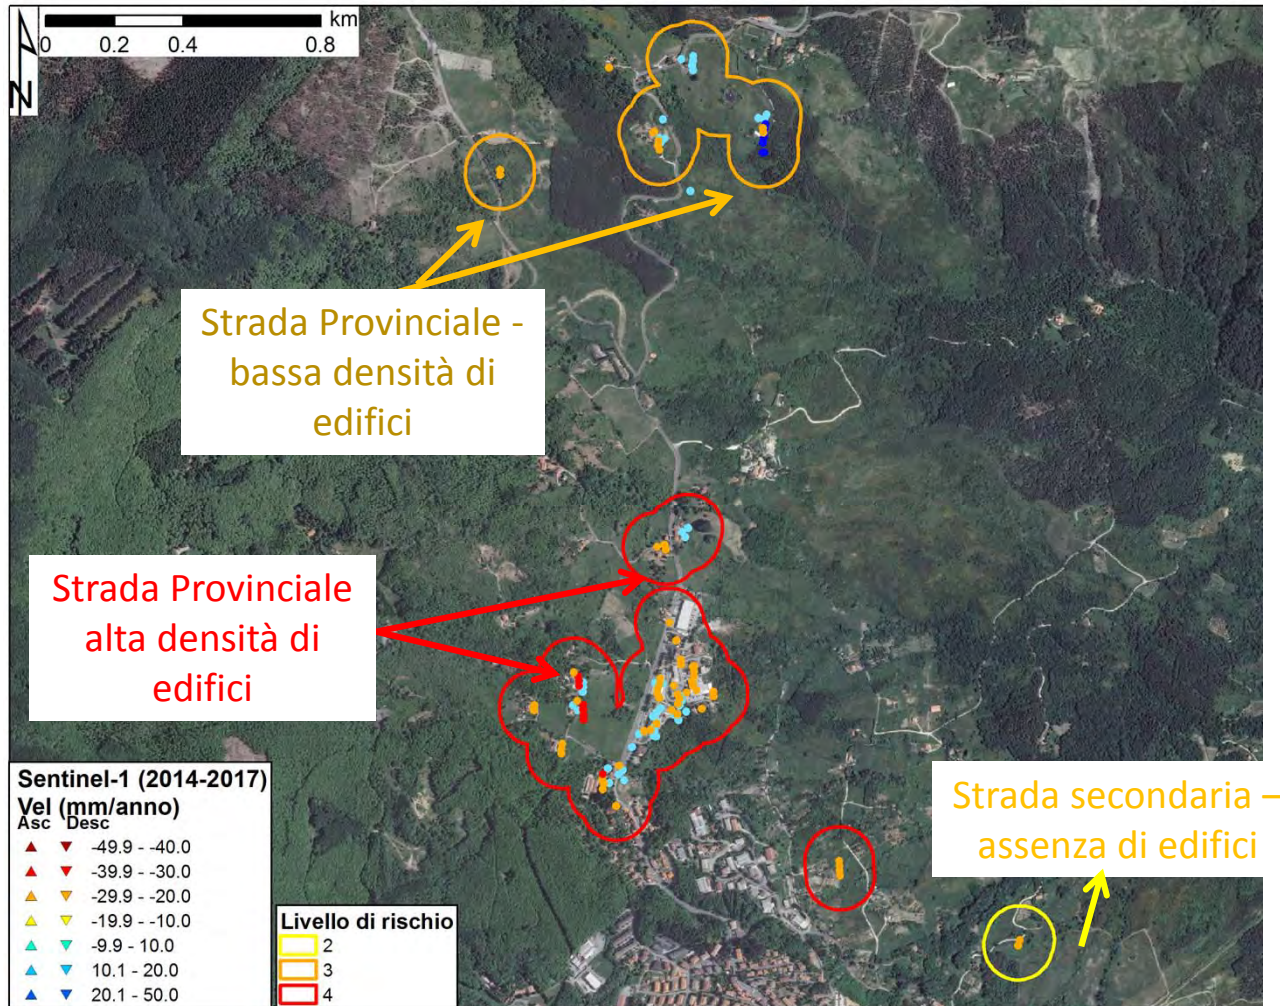 km
0 0.2 0.4 0.8
N
Strada Provinciale -
bassa densità di
edifici
Strada Provinciale
alta densità di
edifici
Strada secondaria –
assenza di edifici
Sentinel-1 (2014-2017)
Vel (mm/anno)
Asc Desc
-49.9 - -40.0
-39.9 - -30.0
-29.9 - -20.0
-19.9 - -10.0
-9.9 - 10.0
10.1 - 20.0
20.1 - 50.0
Livello di rischio
2
3
4